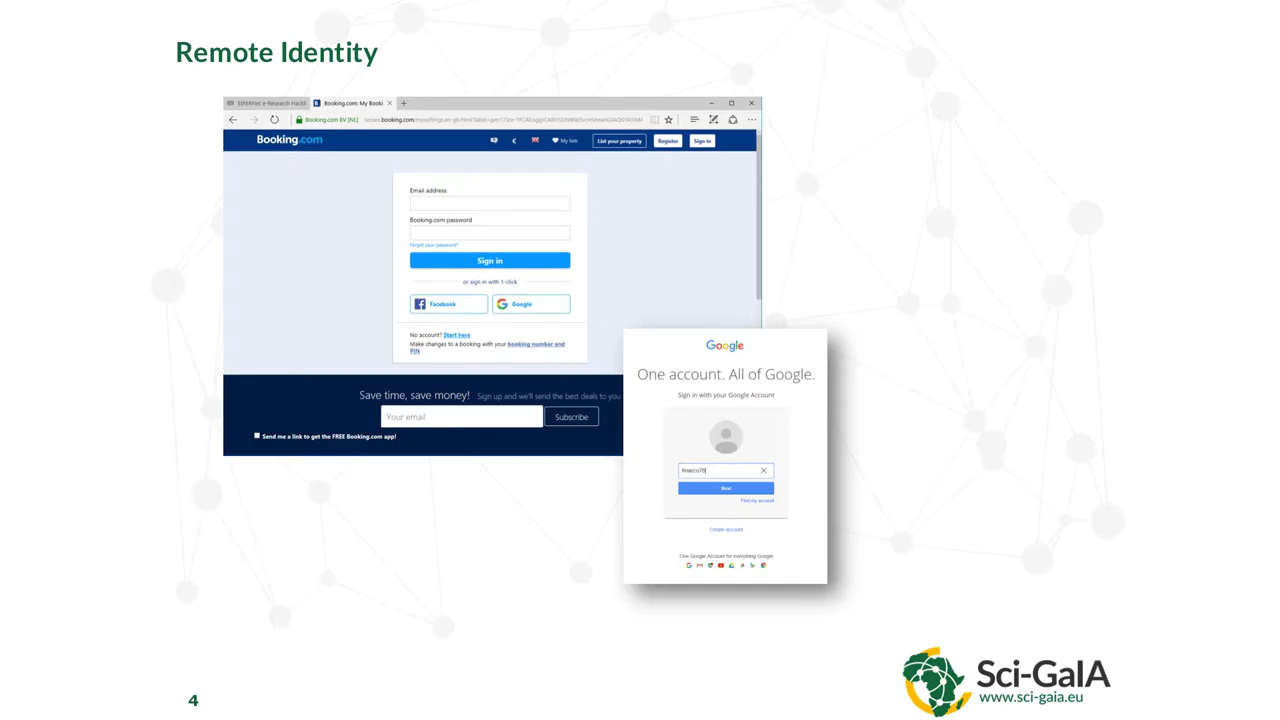 Remote Identity
Booking.com: My Booki
Booking.com BV [NL]
Booking.com
My lists
List your property
Register
Sign in
Email address
Booking.com password
Forgot your password?
Sign in
or sign in with 1-click
Facebook
Google
No account? Start here
Make changes to a booking with your booking number and
PIN
Save time, save money! Sign up and we'll send the best deals to you
Your email
Subscribe
Send me a link to get the FREE Booking.com app!
Google
One account. All of Google.
Sign in with your Google Account
fmarco76
Next
Find my account
Create account
One Google Account for everything Google
4
Sci-GaIA
www.sci-gaia.eu